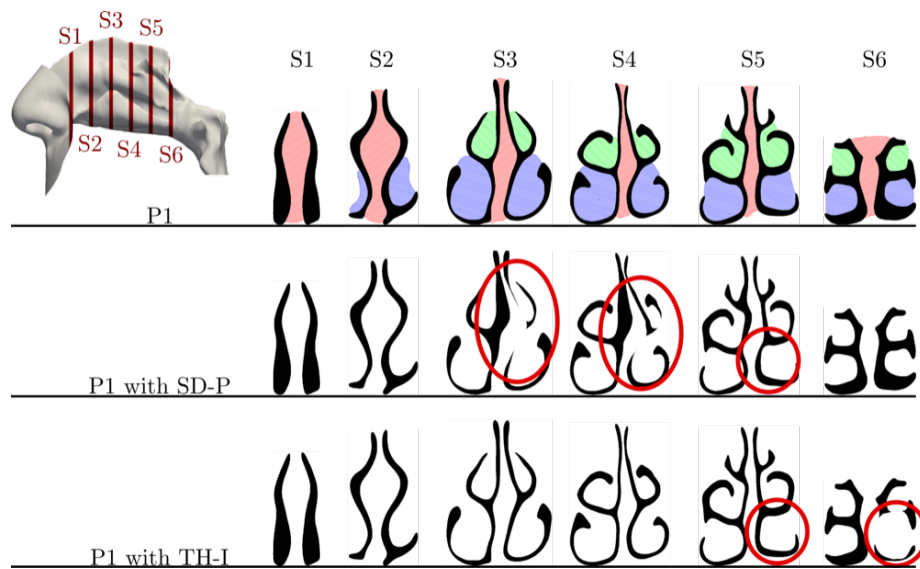 S1 S3 S5
S2 S4 S6
S1 S2 S3 S4 S5 S6
P1
P1 with SD-P
P1 with TH-I